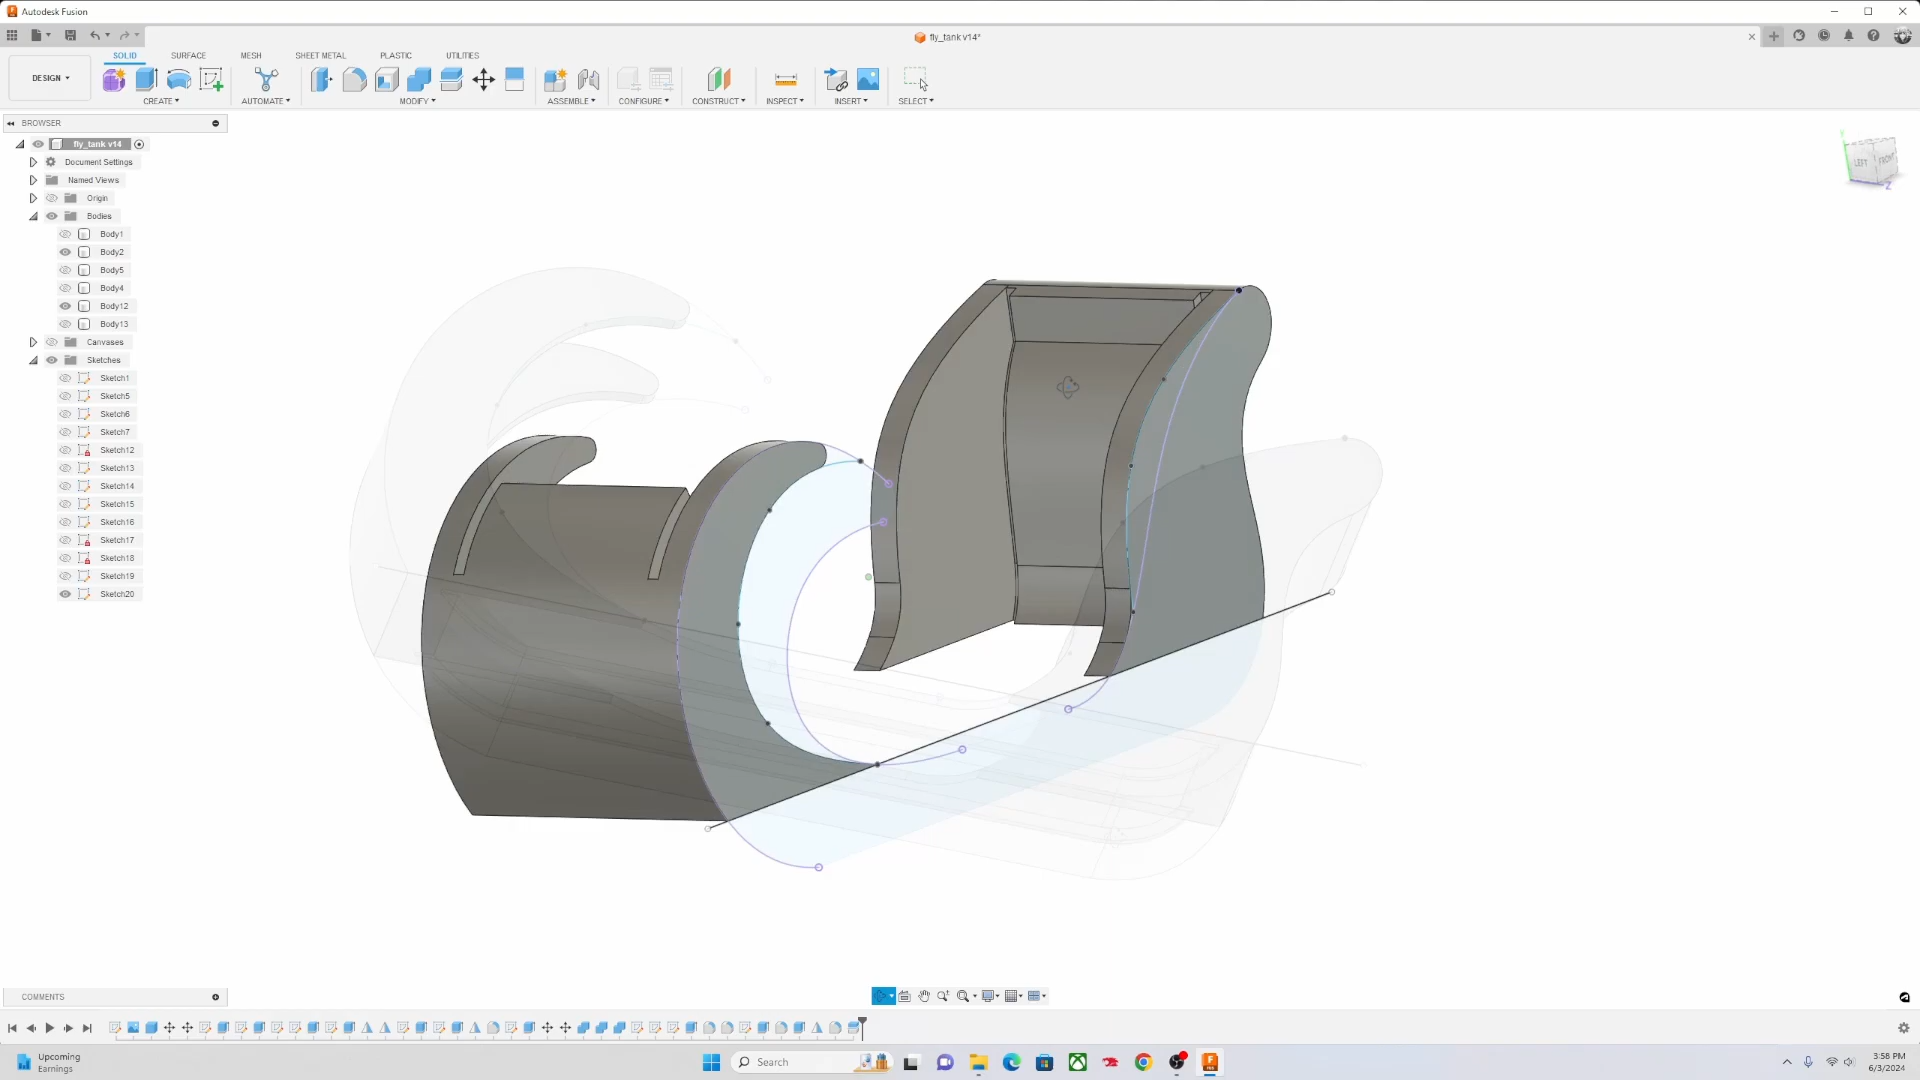 Autodesk Fusion
fly_tank v14*
SOLID SURFACE MESH SHEET METAL PLASTIC UTILITIES
DESIGN
CREATE AUTOMATE MODIFY ASSEMBLE CONFIGURE CONSTRUCT INSPECT INSERT SELECT
BROWSER
fly_tank v14
Document Settings
Named Views
Origin
Bodies
Body1
Body2
Body5
Body4
Body12
Body13
Canvases
Sketches
Sketch1
Sketch5
Sketch6
Sketch7
Sketch12
Sketch13
Sketch14
Sketch15
Sketch16
Sketch17
Sketch18
Sketch19
Sketch20
LEFT
FRONT
Y
Z
COMMENTS
Upcoming
Earnings
Search
3:58 PM
6/3/2024